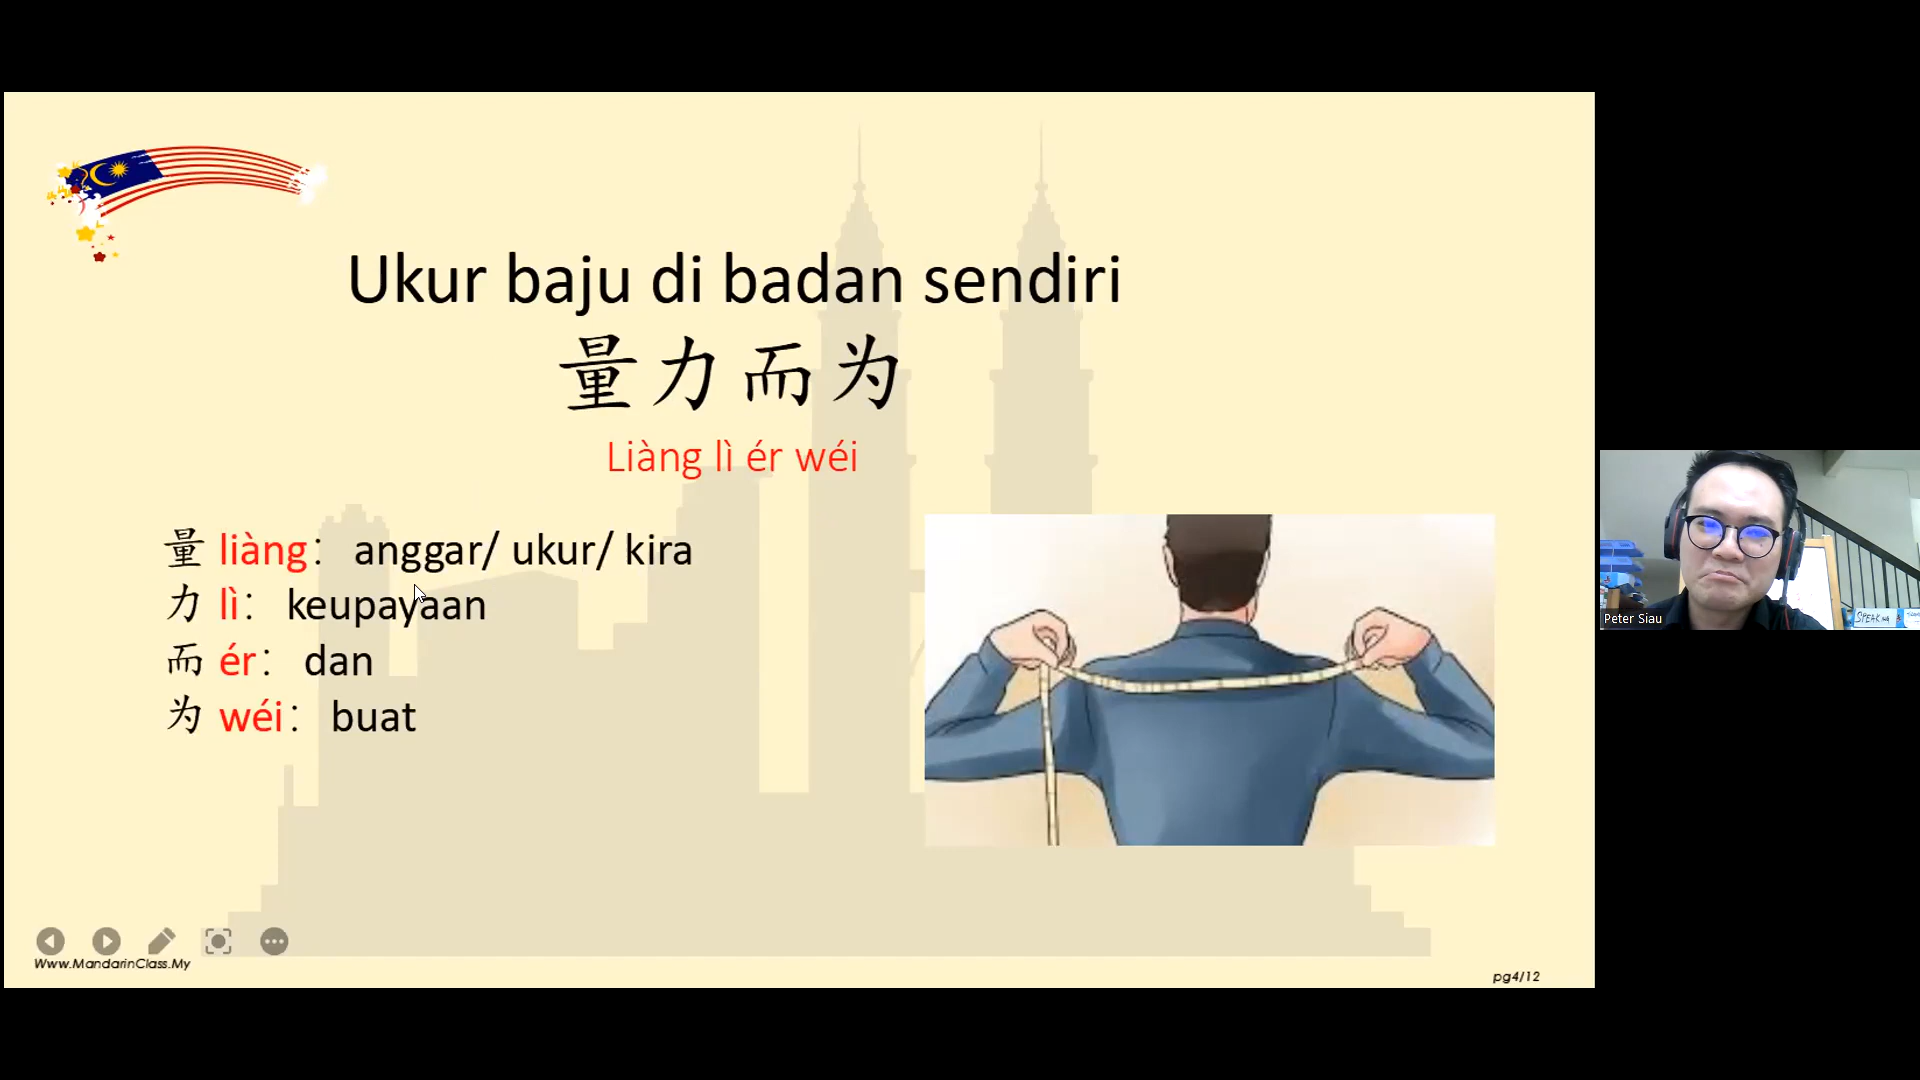 Ukur baju di badan sendiri
量力而为
Liàng lì ér wéi
量 liàng： anggar/ ukur/ kira
力 lì： keupayaan
而 ér： dan
为 wéi： buat
Www.MandarinClass.My
pg4/12
Peter Siau
SPEAK